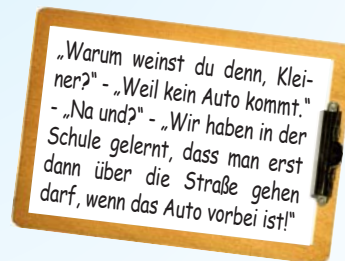 „Warum weinst du denn, Klei-
ner?" - „Weil kein Auto kommt."
- „Na und?" - „Wir haben in der
Schule gelernt, dass man erst
dann über die Straße gehen
darf, wenn das Auto vorbei ist!"